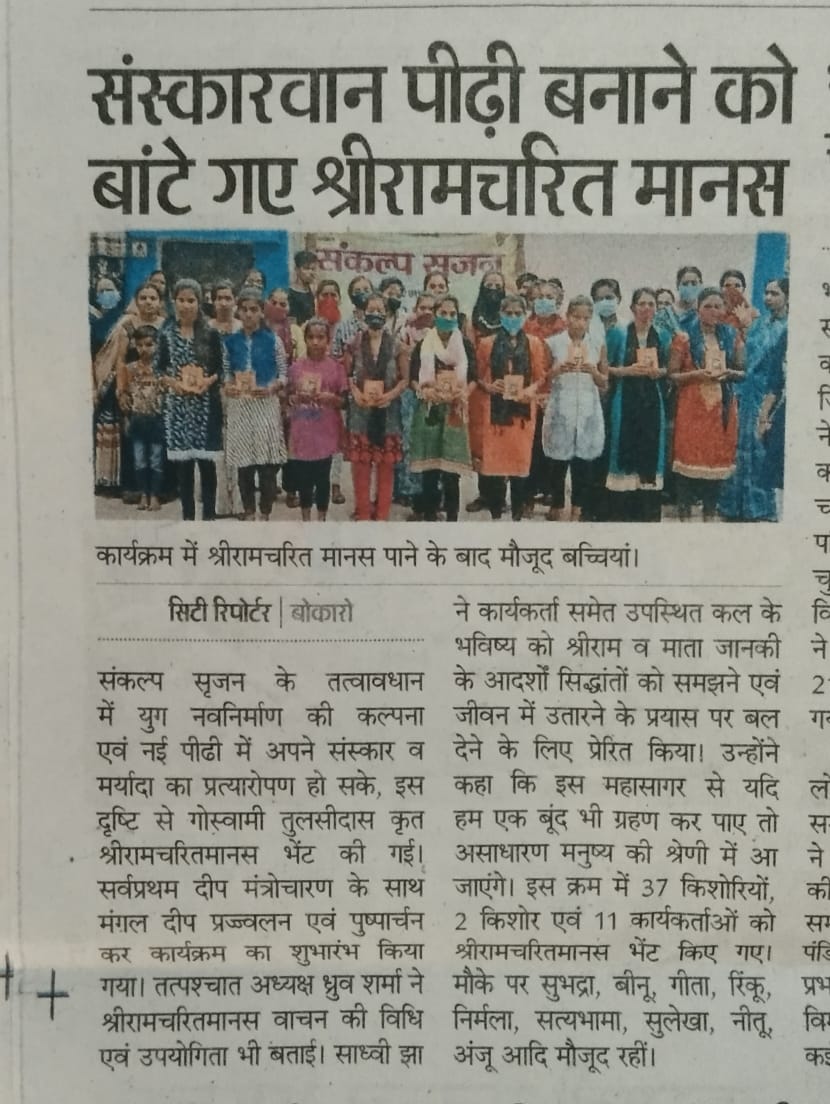 संस्कारवान पीढ़ी बनाने को
बांटे गए श्रीरामचरित मानस
संकल्प सृजन
कार्यक्रम में श्रीरामचरित मानस पाने के बाद मौजूद बच्चियां।
सिटी रिपोर्टर | बोकारो
संकल्प सृजन के तत्वावधान
में युग नवनिर्माण की कल्पना
एवं नई पीढी में अपने संस्कार व
मर्यादा का प्रत्यारोपण हो सके, इस
दृष्टि से गोस्वामी तुलसीदास कृत
श्रीरामचरितमानस भेंट की गई।
सर्वप्रथम दीप मंत्रोचारण के साथ
मंगल दीप प्रज्ज्वलन एवं पुष्पार्चन
कर कार्यक्रम का शुभारंभ किया
गया। तत्पश्चात अध्यक्ष ध्रुव शर्मा ने
श्रीरामचरितमानस वाचन की विधि
एवं उपयोगिता भी बताई। साध्वी झा
ने कार्यकर्ता समेत उपस्थित कल के
भविष्य को श्रीराम व माता जानकी
के आदर्शों सिद्धांतों को समझने एवं
जीवन में उतारने के प्रयास पर बल
देने के लिए प्रेरित किया। उन्होंने
कहा कि इस महासागर से यदि
हम एक बूंद भी ग्रहण कर पाए तो
असाधारण मनुष्य की श्रेणी में आ
जाएंगे। इस क्रम में 37 किशोरियों,
2 किशोर एवं 11 कार्यकर्ताओं को
श्रीरामचरितमानस भेंट किए गए।
मौके पर सुभद्रा, बीनू, गीता, रिंकू,
निर्मला, सत्यभामा, सुलेखा, नीतू,
अंजू आदि मौजूद रहीं।